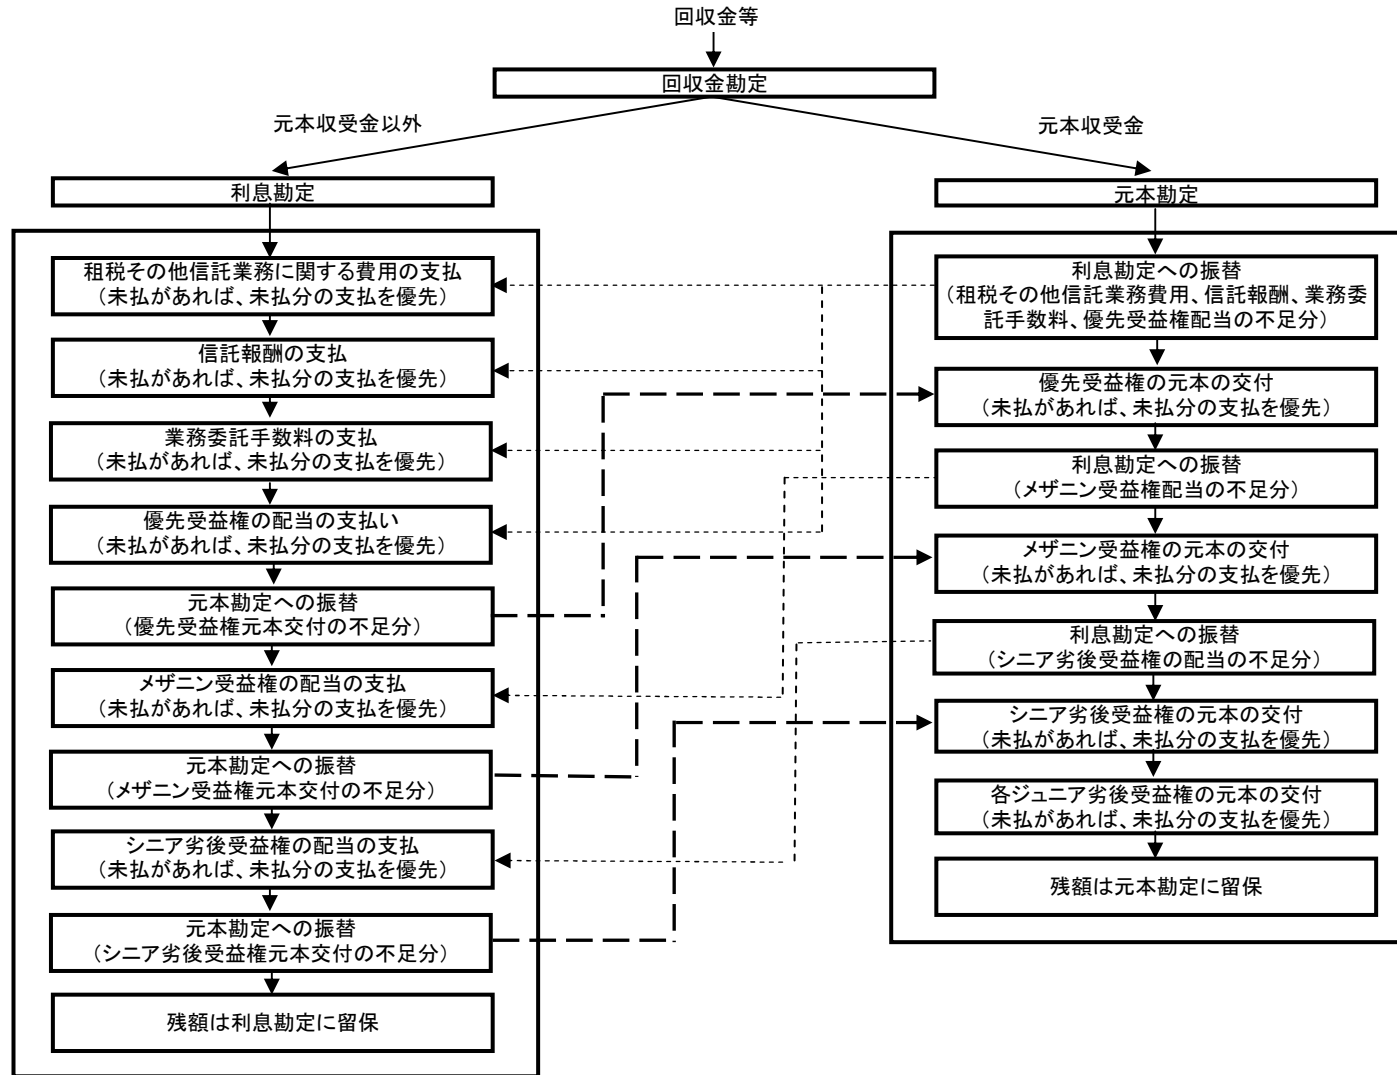 回収金等
回収金勘定
元本収受金以外
元本収受金
利息勘定
租税その他信託業務に関する費用の支払
(未払があれば、未払分の支払を優先)
信託報酬の支払
(未払があれば、未払分の支払を優先)
業務委託手数料の支払
(未払があれば、未払分の支払を優先)
優先受益権の配当の支払い
(未払があれば、未払分の支払を優先)
元本勘定への振替
(優先受益権元本交付の不足分)
メザニン受益権の配当の支払
(未払があれば、未払分の支払を優先)
元本勘定への振替
(メザニン受益権元本交付の不足分)
シニア劣後受益権の配当の支払
(未払があれば、未払分の支払を優先)
元本勘定への振替
(シニア劣後受益権元本交付の不足分)
残額は利息勘定に留保
元本勘定
利息勘定への振替
(租税その他信託業務費用、信託報酬、業務委
託手数料、優先受益権配当の不足分)
優先受益権の元本の交付
(未払があれば、未払分の支払を優先)
利息勘定への振替
(メザニン受益権配当の不足分)
メザニン受益権の元本の交付
(未払があれば、未払分の支払を優先)
利息勘定への振替
(シニア劣後受益権の配当の不足分)
シニア劣後受益権の元本の交付
(未払があれば、未払分の支払を優先)
各ジュニア劣後受益権の元本の交付
(未払があれば、未払分の支払を優先)
残額は元本勘定に留保